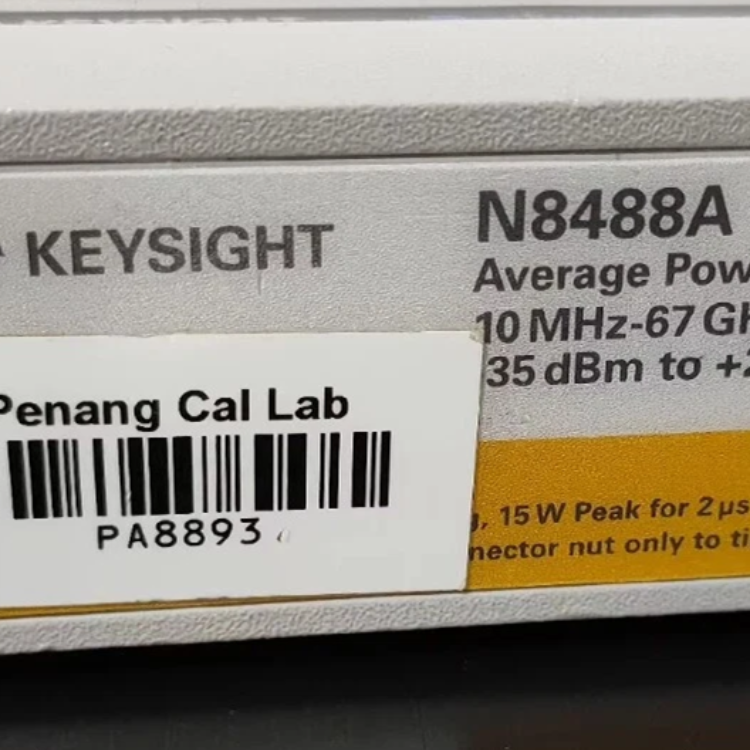 KEYSIGHT
N8488A
Average Pow
10 MHz-67 GH
35 dBm to +2
Penang Cal Lab
PA8893
, 15 W Peak for 2 µs
nector nut only to ti